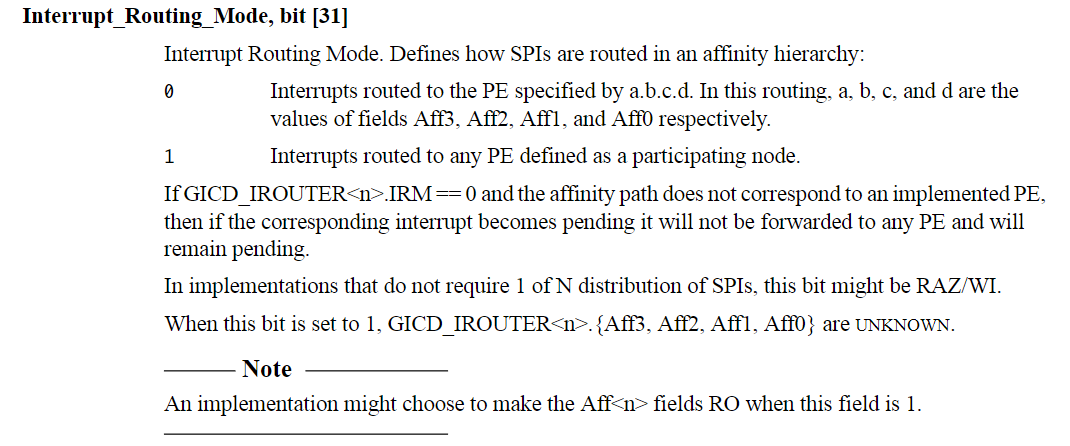 Interrupt_Routing_Mode, bit [31]
Interrupt Routing Mode. Defines how SPIs are routed in an affinity hierarchy:
0 Interrupts routed to the PE specified by a.b.c.d. In this routing, a, b, c, and d are the
values of fields Aff3, Aff2, Aff1, and Aff0 respectively.
1 Interrupts routed to any PE defined as a participating node.
If GICD_IROUTER<n>.IRM == 0 and the affinity path does not correspond to an implemented PE,
then if the corresponding interrupt becomes pending it will not be forwarded to any PE and will
remain pending.
In implementations that do not require 1 of N distribution of SPIs, this bit might be RAZ/WI.
When this bit is set to 1, GICD_IROUTER<n>.{Aff3, Aff2, Aff1, Aff0} are UNKNOWN.
Note
An implementation might choose to make the Aff<n> fields RO when this field is 1.